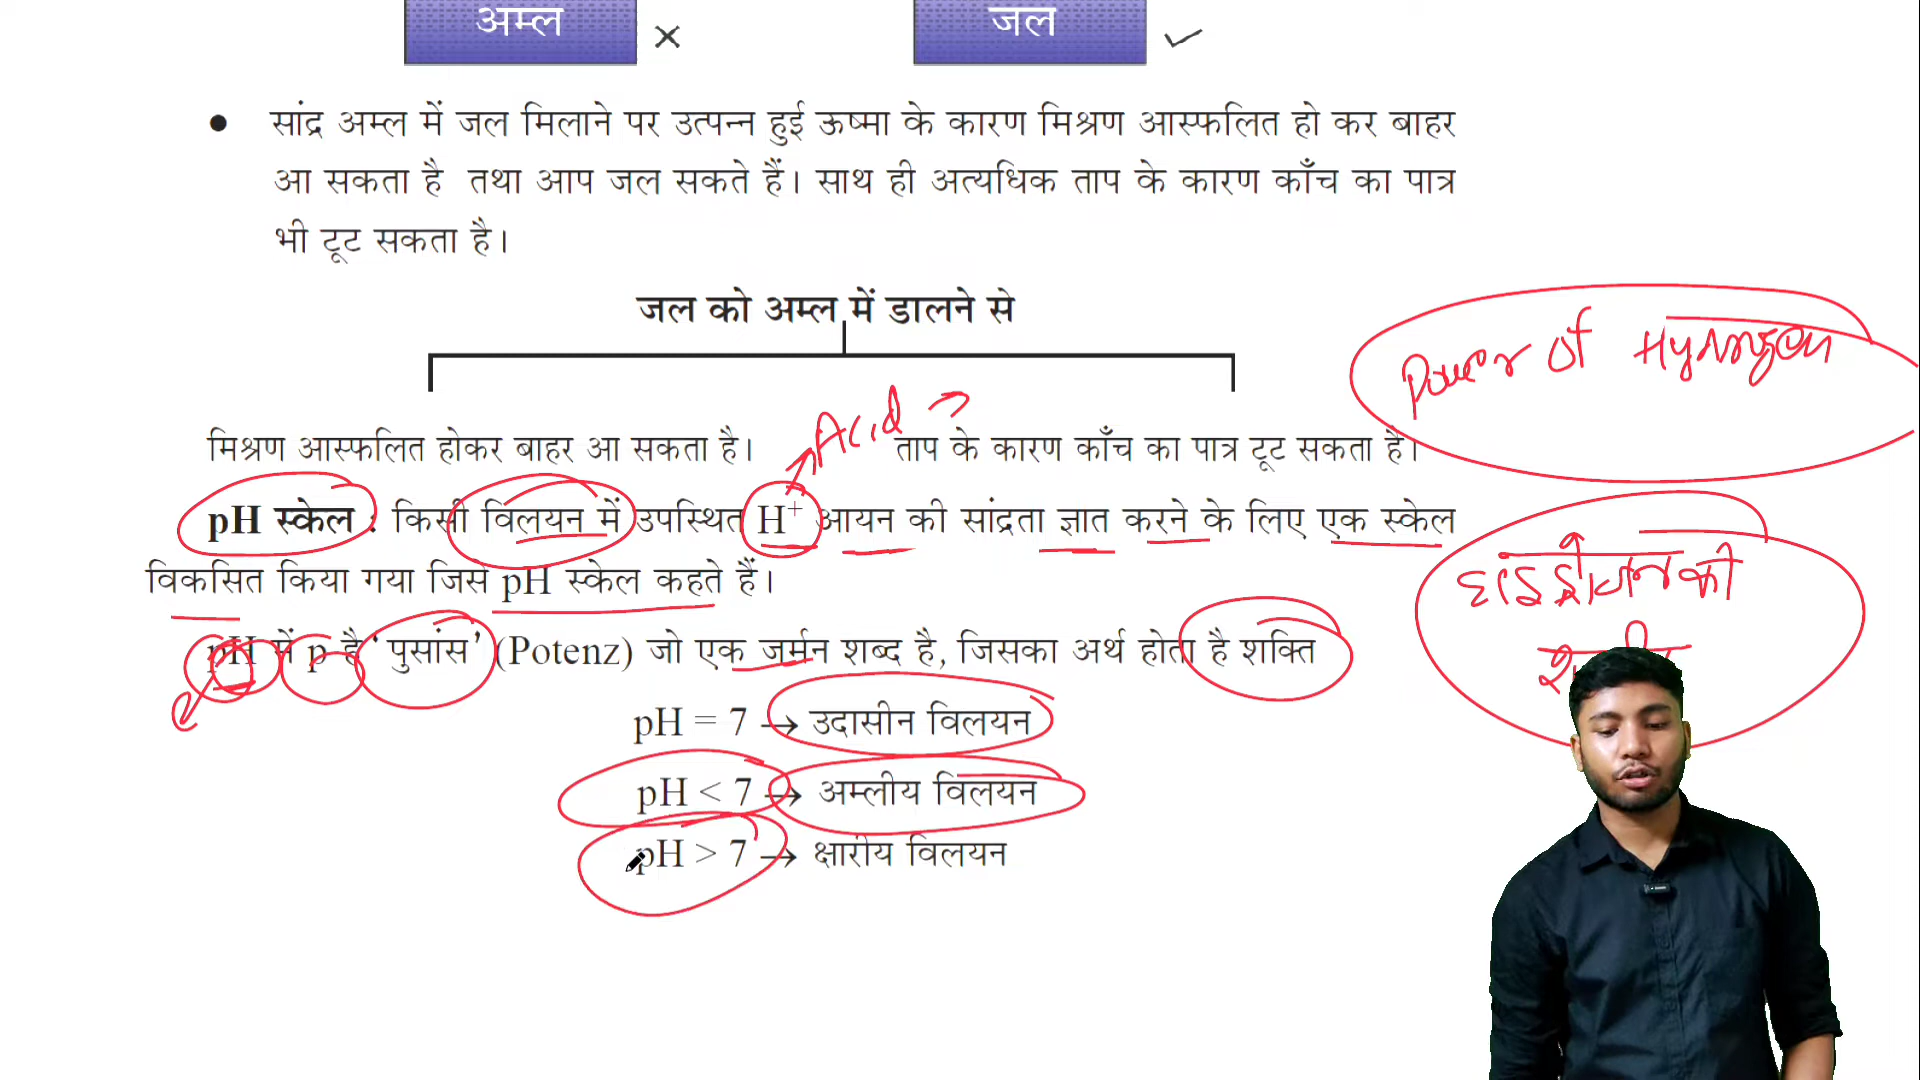 अम्ल × जल ✓
• सांद्र अम्ल में जल मिलाने पर उत्पन्न हुई ऊष्मा के कारण मिश्रण आस्फलित हो कर बाहर
आ सकता है तथा आप जल सकते हैं। साथ ही अत्यधिक ताप के कारण काँच का पात्र
भी टूट सकता है।
जल को अम्ल में डालने से
Power of Hydrogen
Acid
मिश्रण आस्फलित होकर बाहर आ सकता है। ताप के कारण काँच का पात्र टूट सकता है।
pH स्केल : किसी विलयन में उपस्थित H⁺ आयन की सांद्रता ज्ञात करने के लिए एक स्केल
विकसित किया गया जिसे pH स्केल कहते हैं।
हाइड्रोजन की
pH में p है ‘पुसांस’ (Potenz) जो एक जर्मन शब्द है, जिसका अर्थ होता है शक्ति
pH = 7 → उदासीन विलयन
pH < 7 → अम्लीय विलयन
pH > 7 → क्षारीय विलयन